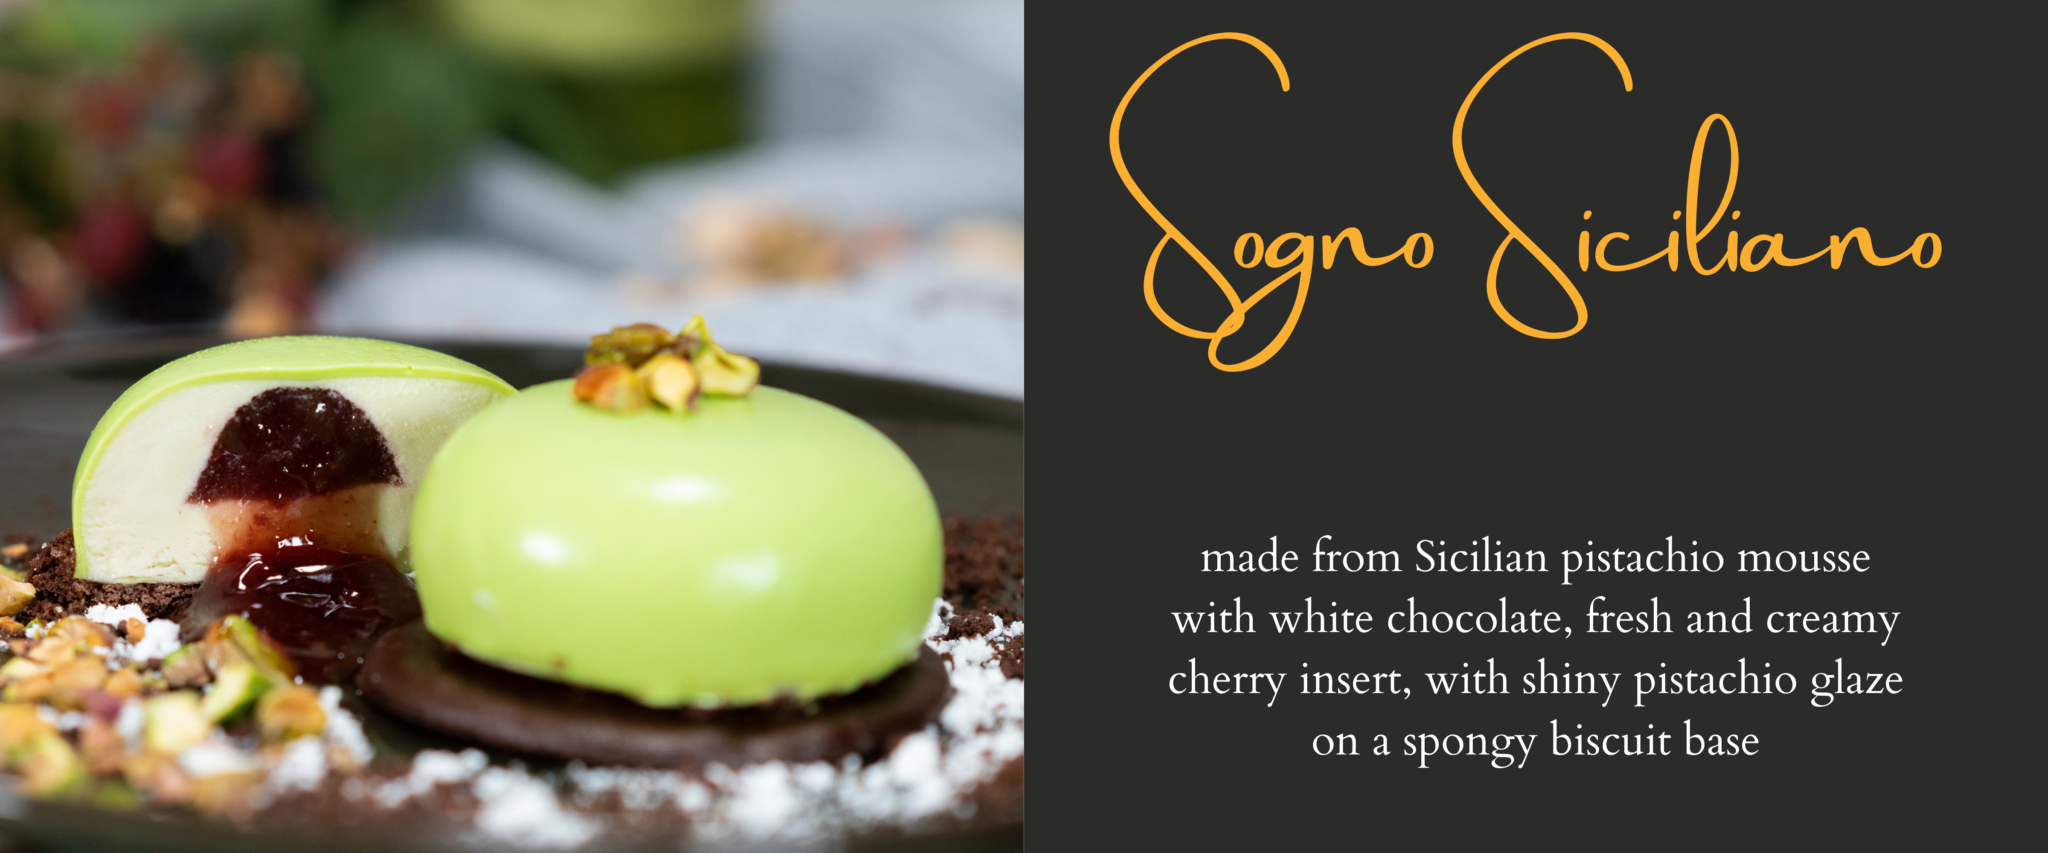 Sogno Siciliano
made from Sicilian pistachio mousse
with white chocolate, fresh and creamy
cherry insert, with shiny pistachio glaze
on a spongy biscuit base